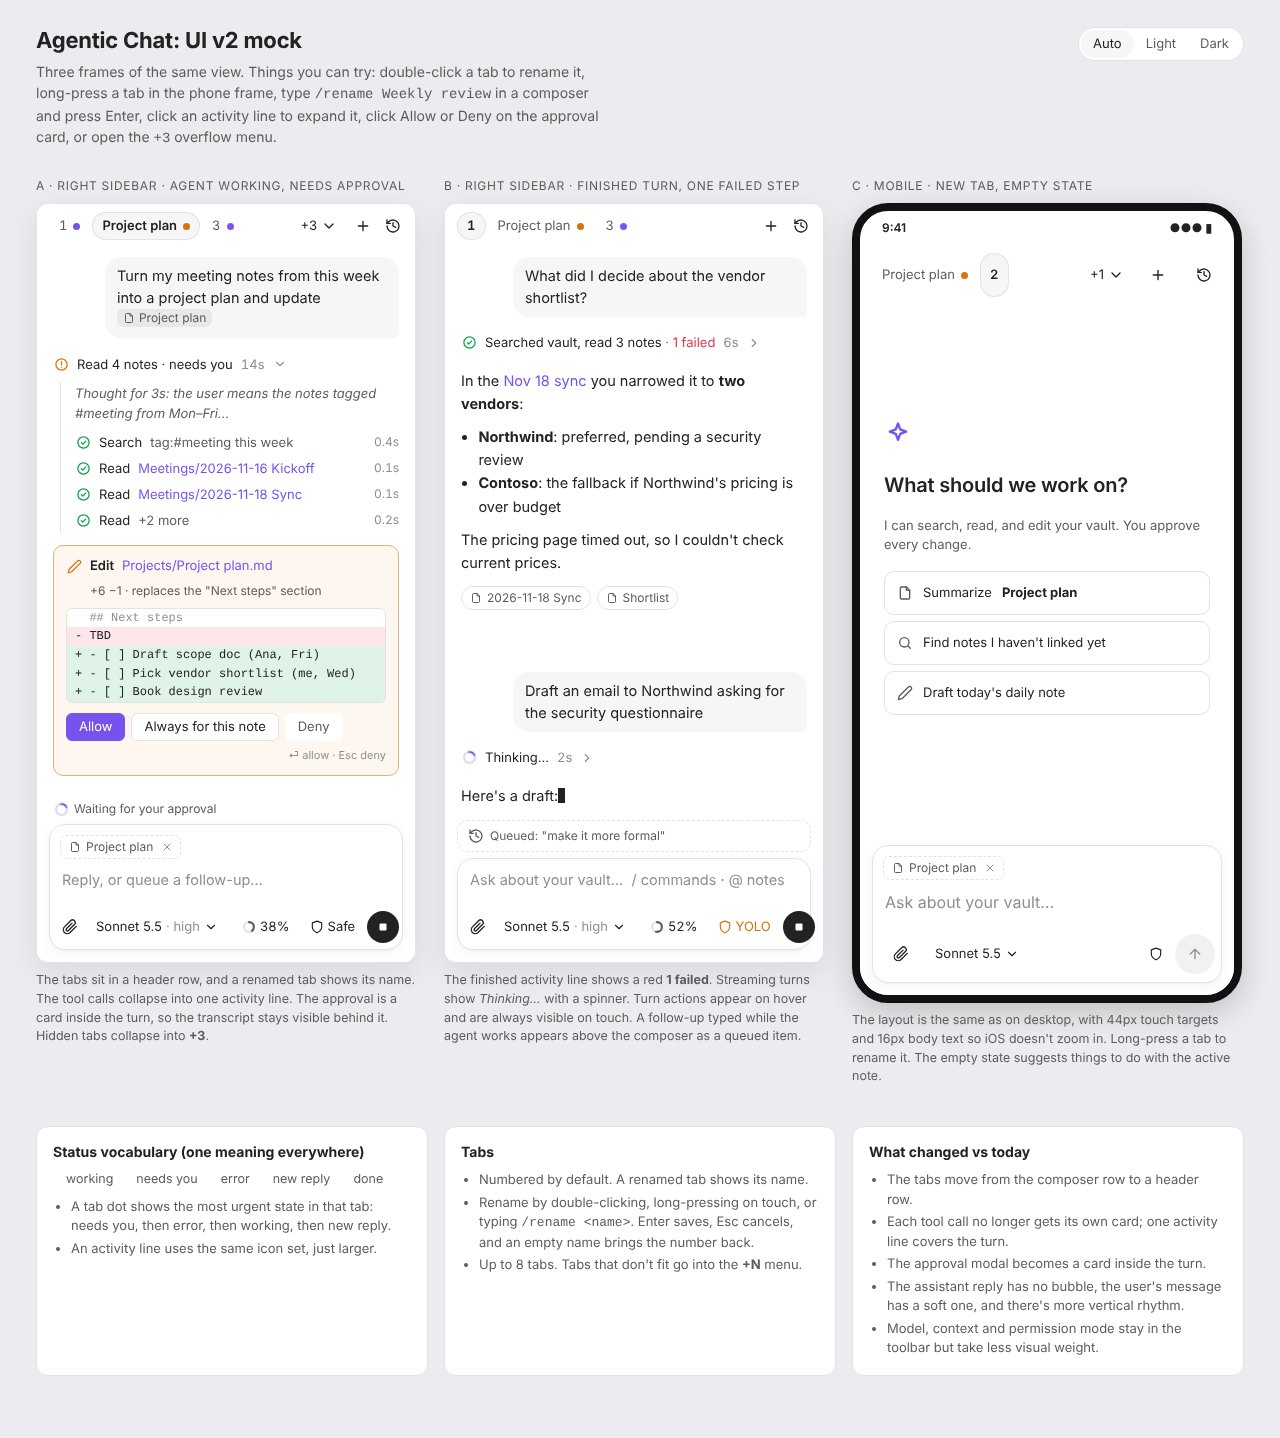 Agentic Chat: UI v2 mock
Auto Light Dark
Three frames of the same view. Things you can try: double-click a tab to rename it,
long-press a tab in the phone frame, type /rename Weekly review in a composer
and press Enter, click an activity line to expand it, click Allow or Deny on the approval
card, or open the +3 overflow menu.
A · RIGHT SIDEBAR · AGENT WORKING, NEEDS APPROVAL
1 Project plan 3 +3
Turn my meeting notes from this week
into a project plan and update
Project plan
Read 4 notes · needs you 14s
Thought for 3s: the user means the notes tagged
#meeting from Mon–Fri...
Search tag:#meeting this week 0.4s
Read Meetings/2026-11-16 Kickoff 0.1s
Read Meetings/2026-11-18 Sync 0.1s
Read +2 more 0.2s
Edit Projects/Project plan.md
+6 −1 · replaces the "Next steps" section
## Next steps
- TBD
+ - [ ] Draft scope doc (Ana, Fri)
+ - [ ] Pick vendor shortlist (me, Wed)
+ - [ ] Book design review
Allow Always for this note Deny
⏎ allow · Esc deny
Waiting for your approval
Project plan ×
Reply, or queue a follow-up...
Sonnet 5.5 · high 38% Safe
The tabs sit in a header row, and a renamed tab shows its name.
The tool calls collapse into one activity line. The approval is a
card inside the turn, so the transcript stays visible behind it.
Hidden tabs collapse into +3.
B · RIGHT SIDEBAR · FINISHED TURN, ONE FAILED STEP
1 Project plan 3
What did I decide about the vendor
shortlist?
Searched vault, read 3 notes · 1 failed 6s
In the Nov 18 sync you narrowed it to two
vendors:
• Northwind: preferred, pending a security
review
• Contoso: the fallback if Northwind's pricing is
over budget
The pricing page timed out, so I couldn't check
current prices.
2026-11-18 Sync Shortlist
Draft an email to Northwind asking for
the security questionnaire
Thinking... 2s
Here's a draft:
Queued: "make it more formal"
Ask about your vault... / commands · @ notes
Sonnet 5.5 · high 52% YOLO
The finished activity line shows a red 1 failed. Streaming turns
show Thinking... with a spinner. Turn actions appear on hover
and are always visible on touch. A follow-up typed while the
agent works appears above the composer as a queued item.
C · MOBILE · NEW TAB, EMPTY STATE
9:41
Project plan 2 +1
What should we work on?
I can search, read, and edit your vault. You approve
every change.
Summarize Project plan
Find notes I haven't linked yet
Draft today's daily note
Project plan ×
Ask about your vault...
Sonnet 5.5
The layout is the same as on desktop, with 44px touch targets
and 16px body text so iOS doesn't zoom in. Long-press a tab to
rename it. The empty state suggests things to do with the active
note.
Status vocabulary (one meaning everywhere)
working needs you error new reply done
• A tab dot shows the most urgent state in that tab:
needs you, then error, then working, then new reply.
• An activity line uses the same icon set, just larger.
Tabs
• Numbered by default. A renamed tab shows its name.
• Rename by double-clicking, long-pressing on touch, or
typing /rename <name>. Enter saves, Esc cancels,
and an empty name brings the number back.
• Up to 8 tabs. Tabs that don't fit go into the +N menu.
What changed vs today
• The tabs move from the composer row to a header
row.
• Each tool call no longer gets its own card; one activity
line covers the turn.
• The approval modal becomes a card inside the turn.
• The assistant reply has no bubble, the user's message
has a soft one, and there's more vertical rhythm.
• Model, context and permission mode stay in the
toolbar but take less visual weight.